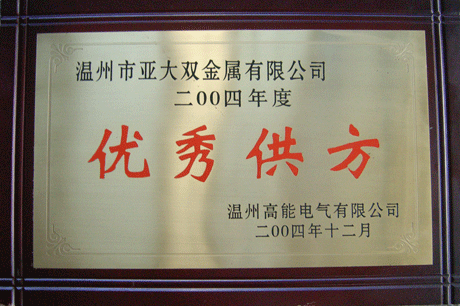 温州市亚大双金属有限公司
二00四年度
优秀供方
温州高能电气有限公司
二00四年十二月